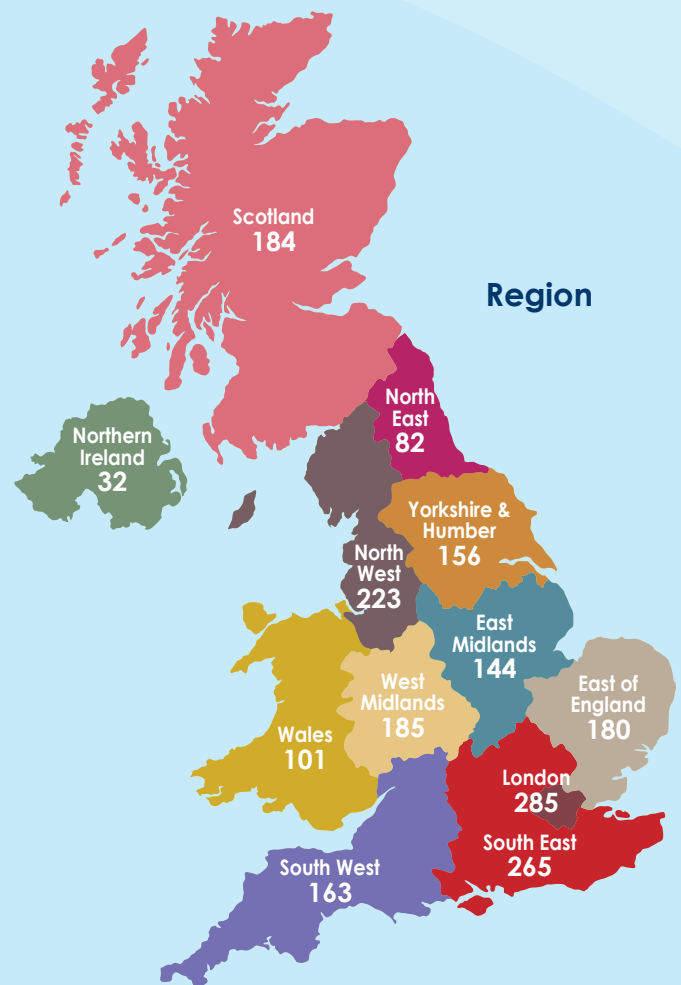 Scotland
184
Region
North
East
82
Northern
Ireland
32
Yorkshire &
Humber
156
North
West
223
East
Midlands
144
West
Midlands
185
East of
England
180
Wales
101
London
285
South East
265
South West
163